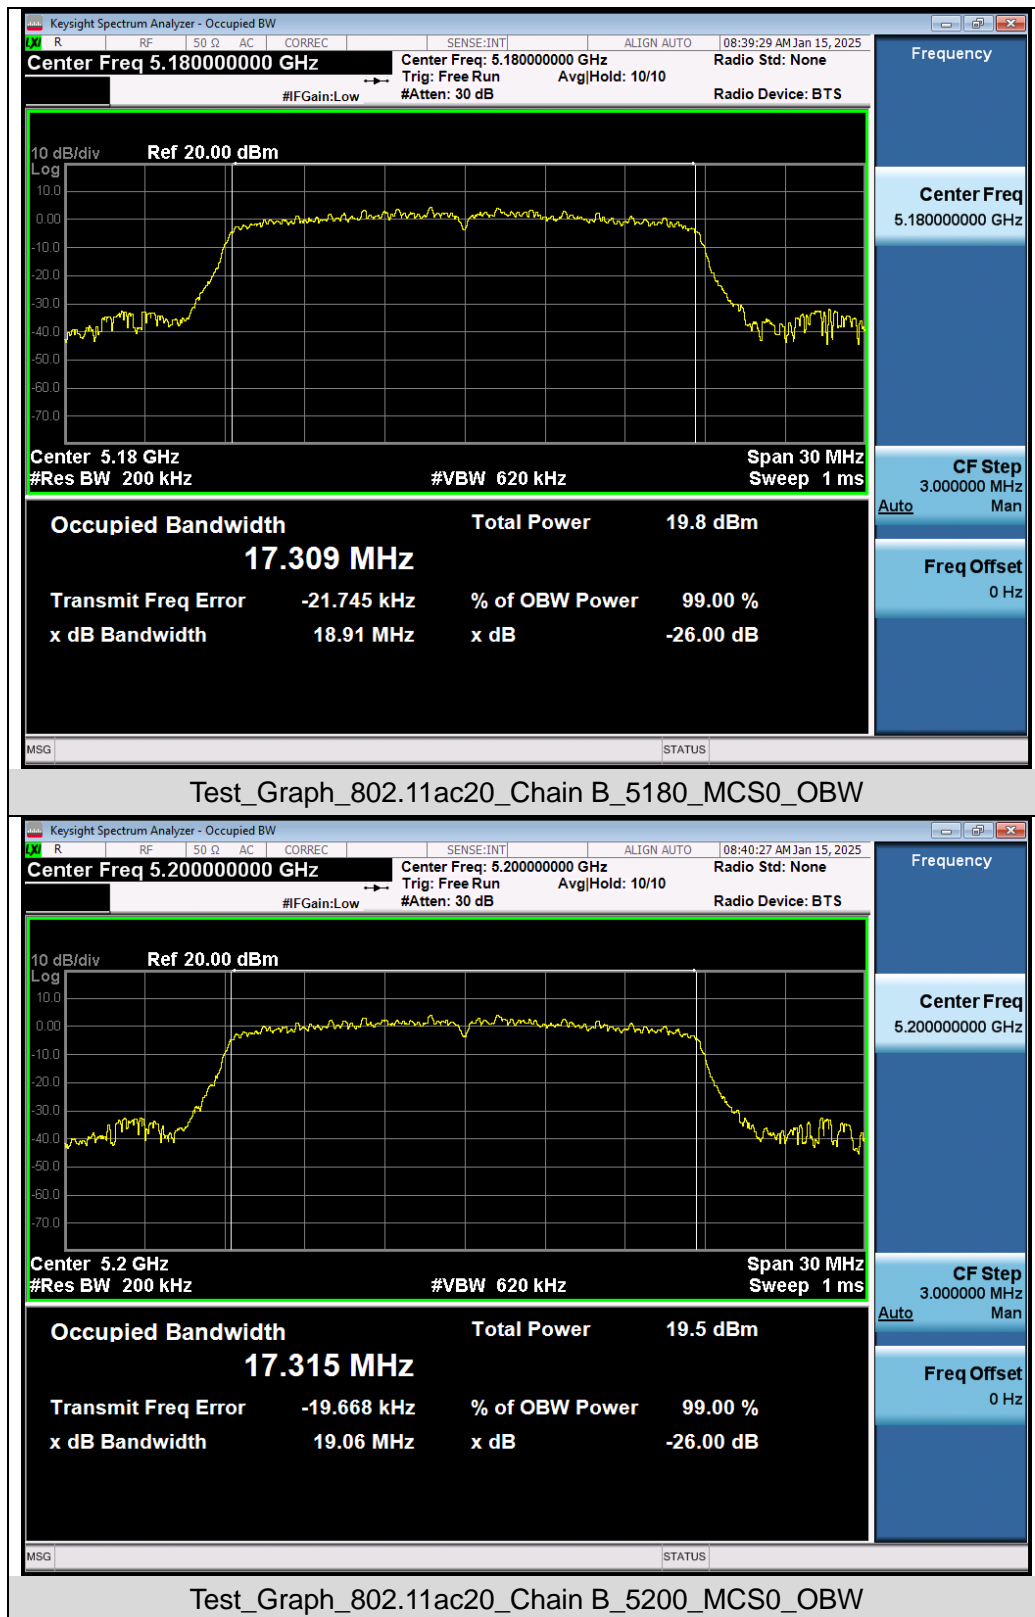 Keysight Spectrum Analyzer - Occupied BW
LXI R RF 50 Ω AC CORREC SENSE:INT ALIGN AUTO 08:39:29 AM Jan 15, 2025
Center Freq 5.180000000 GHz Center Freq: 5.180000000 GHz Radio Std: None
Trig: Free Run Avg|Hold: 10/10
#IFGain:Low #Atten: 30 dB Radio Device: BTS
Frequency
10 dB/div Ref 20.00 dBm
Log
10.0
0.00
-10.0
-20.0
-30.0
-40.0
-50.0
-60.0
-70.0
Center 5.18 GHz Span 30 MHz
#Res BW 200 kHz #VBW 620 kHz Sweep 1 ms
Center Freq
5.180000000 GHz
CF Step
3.000000 MHz
Auto Man
Freq Offset
0 Hz
Occupied Bandwidth Total Power 19.8 dBm
17.309 MHz
Transmit Freq Error -21.745 kHz % of OBW Power 99.00 %
x dB Bandwidth 18.91 MHz x dB -26.00 dB
MSG STATUS
Test_Graph_802.11ac20_Chain B_5180_MCS0_OBW
Keysight Spectrum Analyzer - Occupied BW
LXI R RF 50 Ω AC CORREC SENSE:INT ALIGN AUTO 08:40:27 AM Jan 15, 2025
Center Freq 5.200000000 GHz Center Freq: 5.200000000 GHz Radio Std: None
Trig: Free Run Avg|Hold: 10/10
#IFGain:Low #Atten: 30 dB Radio Device: BTS
Frequency
10 dB/div Ref 20.00 dBm
Log
10.0
0.00
-10.0
-20.0
-30.0
-40.0
-50.0
-60.0
-70.0
Center 5.2 GHz Span 30 MHz
#Res BW 200 kHz #VBW 620 kHz Sweep 1 ms
Center Freq
5.200000000 GHz
CF Step
3.000000 MHz
Auto Man
Freq Offset
0 Hz
Occupied Bandwidth Total Power 19.5 dBm
17.315 MHz
Transmit Freq Error -19.668 kHz % of OBW Power 99.00 %
x dB Bandwidth 19.06 MHz x dB -26.00 dB
MSG STATUS
Test_Graph_802.11ac20_Chain B_5200_MCS0_OBW